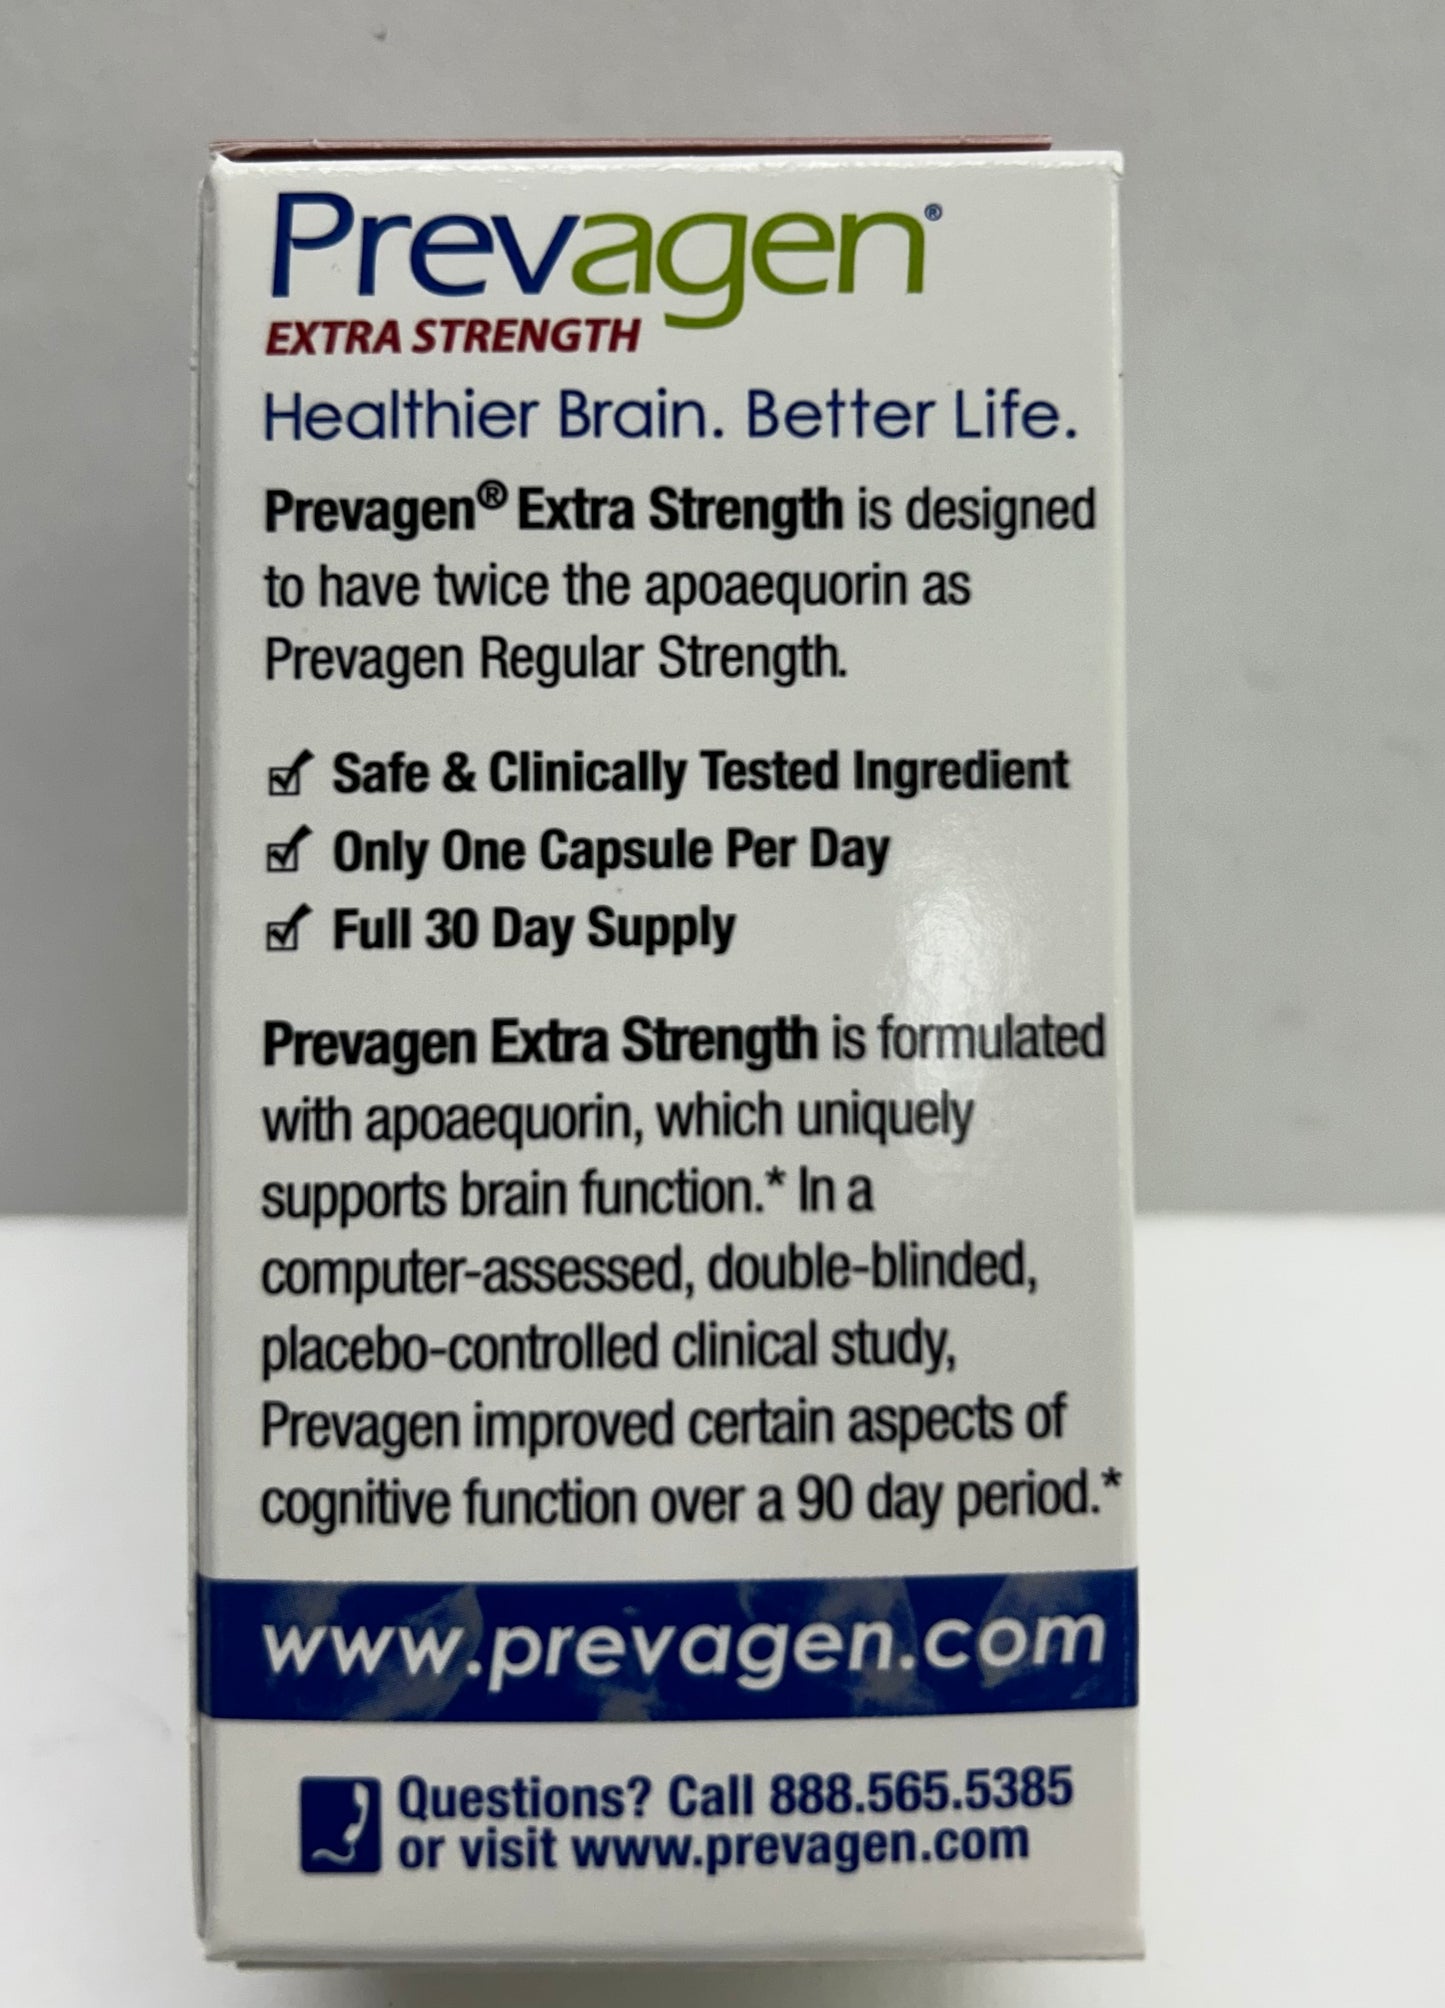 Prevagen®
EXTRA STRENGTH
Healthier Brain. Better Life.
Prevagen® Extra Strength is designed
to have twice the apoaequorin as
Prevagen Regular Strength.
☑ Safe & Clinically Tested Ingredient
☑ Only One Capsule Per Day
☑ Full 30 Day Supply
Prevagen Extra Strength is formulated
with apoaequorin, which uniquely
supports brain function.* In a
computer-assessed, double-blinded,
placebo-controlled clinical study,
Prevagen improved certain aspects of
cognitive function over a 90 day period.*
www.prevagen.com
Questions? Call 888.565.5385
or visit www.prevagen.com